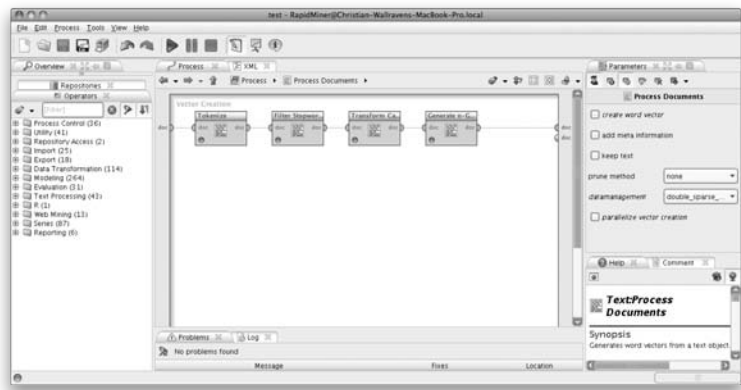 test - RapidMiner@Christian-Wallravens-MacBook-Pro.local
File Edit Process Tools View Help
Overview
Repositories
Operators
[Filter]
Process Control (36)
Utility (41)
Repository Access (2)
Import (25)
Export (18)
Data Transformation (114)
Modeling (264)
Evaluation (31)
Text Processing (43)
R (1)
Web Mining (13)
Series (87)
Reporting (6)
Process XML
Process Process Documents
Vector Creation
Tokenize Filter Stopwor... Transform Ca... Generate n-G...
doc doc doc doc doc doc doc doc doc doc
doc
Problems Log
No problems found
Message Fixes Location
Parameters
Process Documents
create word vector
add meta information
keep text
prune method none
datamanagement double_sparse_...
parallelize vector creation
Help Comment
Text:Process
Documents
Synopsis
Generates word vectors from a text object.